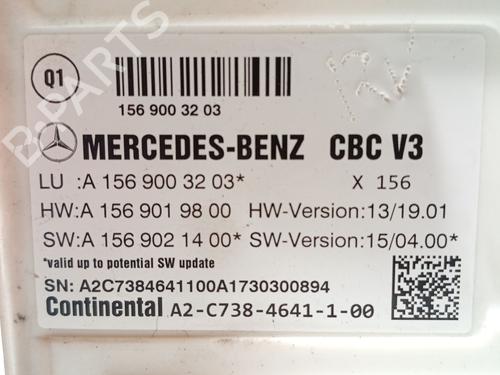 Q1
156 900 32 03
MERCEDES-BENZ CBC V3
LU :A 156 900 32 03* X 156
HW:A 156 901 98 00 HW-Version:13/19.01
SW:A 156 902 14 00* SW-Version:15/04.00*
*valid up to potential SW update
SN: A2C7384641100A1730300894
Continental A2-C738-4641-1-00
B-PARTS